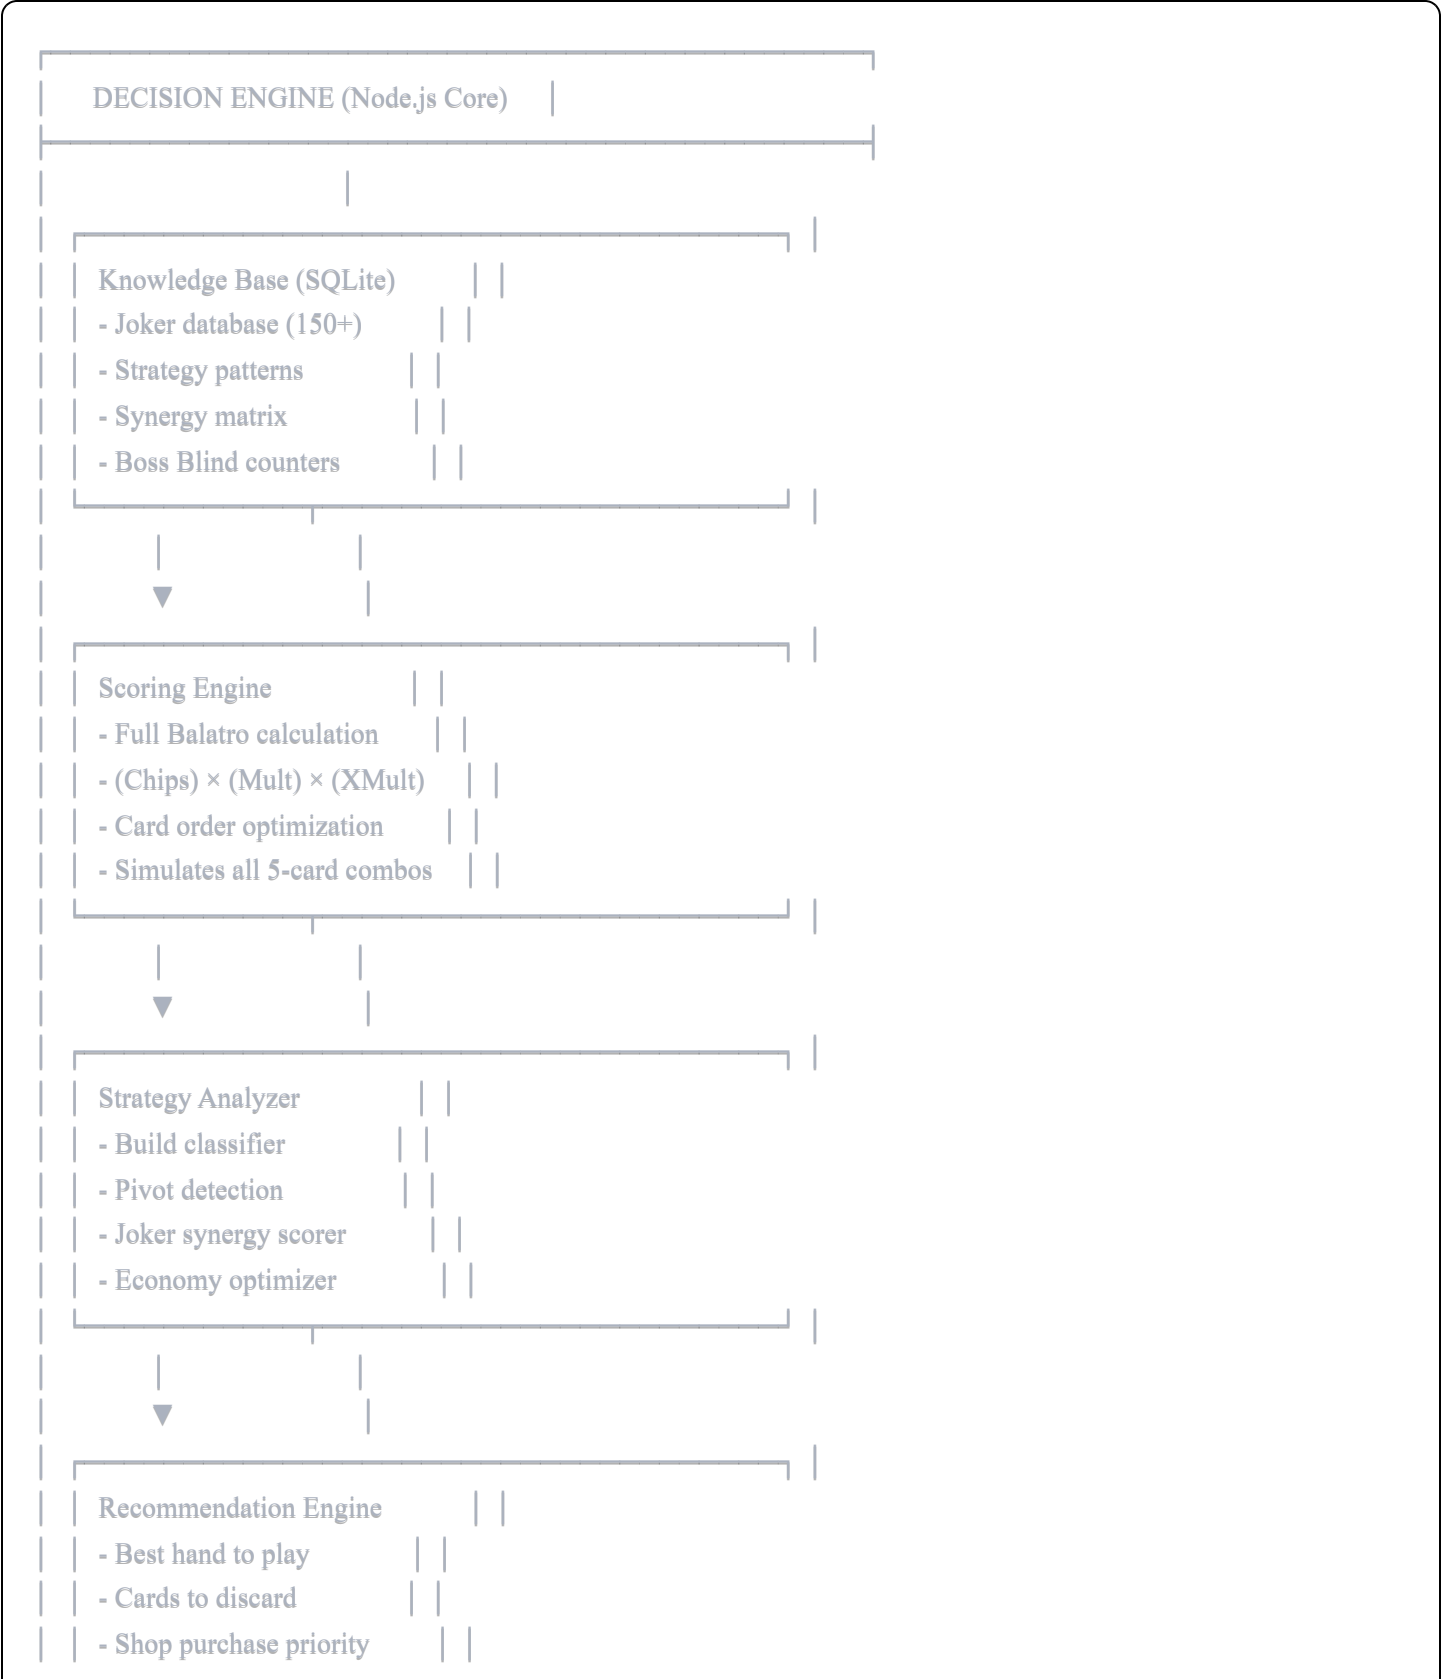 DECISION ENGINE (Node.js Core)
Knowledge Base (SQLite)
- Joker database (150+)
- Strategy patterns
- Synergy matrix
- Boss Blind counters
▼
Scoring Engine
- Full Balatro calculation
- (Chips) × (Mult) × (XMult)
- Card order optimization
- Simulates all 5-card combos
▼
Strategy Analyzer
- Build classifier
- Pivot detection
- Joker synergy scorer
- Economy optimizer
▼
Recommendation Engine
- Best hand to play
- Cards to discard
- Shop purchase priority